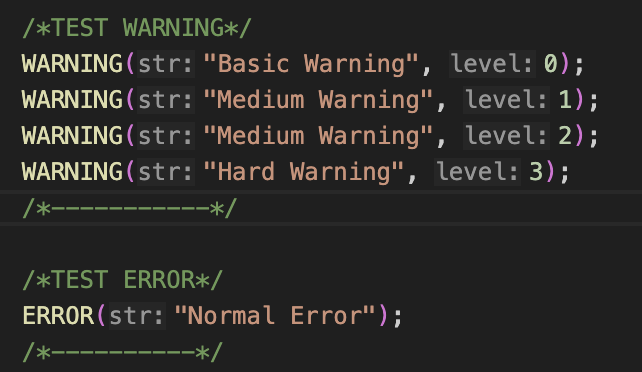 /*TEST WARNING*/
WARNING(str: "Basic Warning", level: 0);
WARNING(str: "Medium Warning", level: 1);
WARNING(str: "Medium Warning", level: 2);
WARNING(str: "Hard Warning", level: 3);
/*-----------*/
/*TEST ERROR*/
ERROR(str: "Normal Error");
/*----------*/